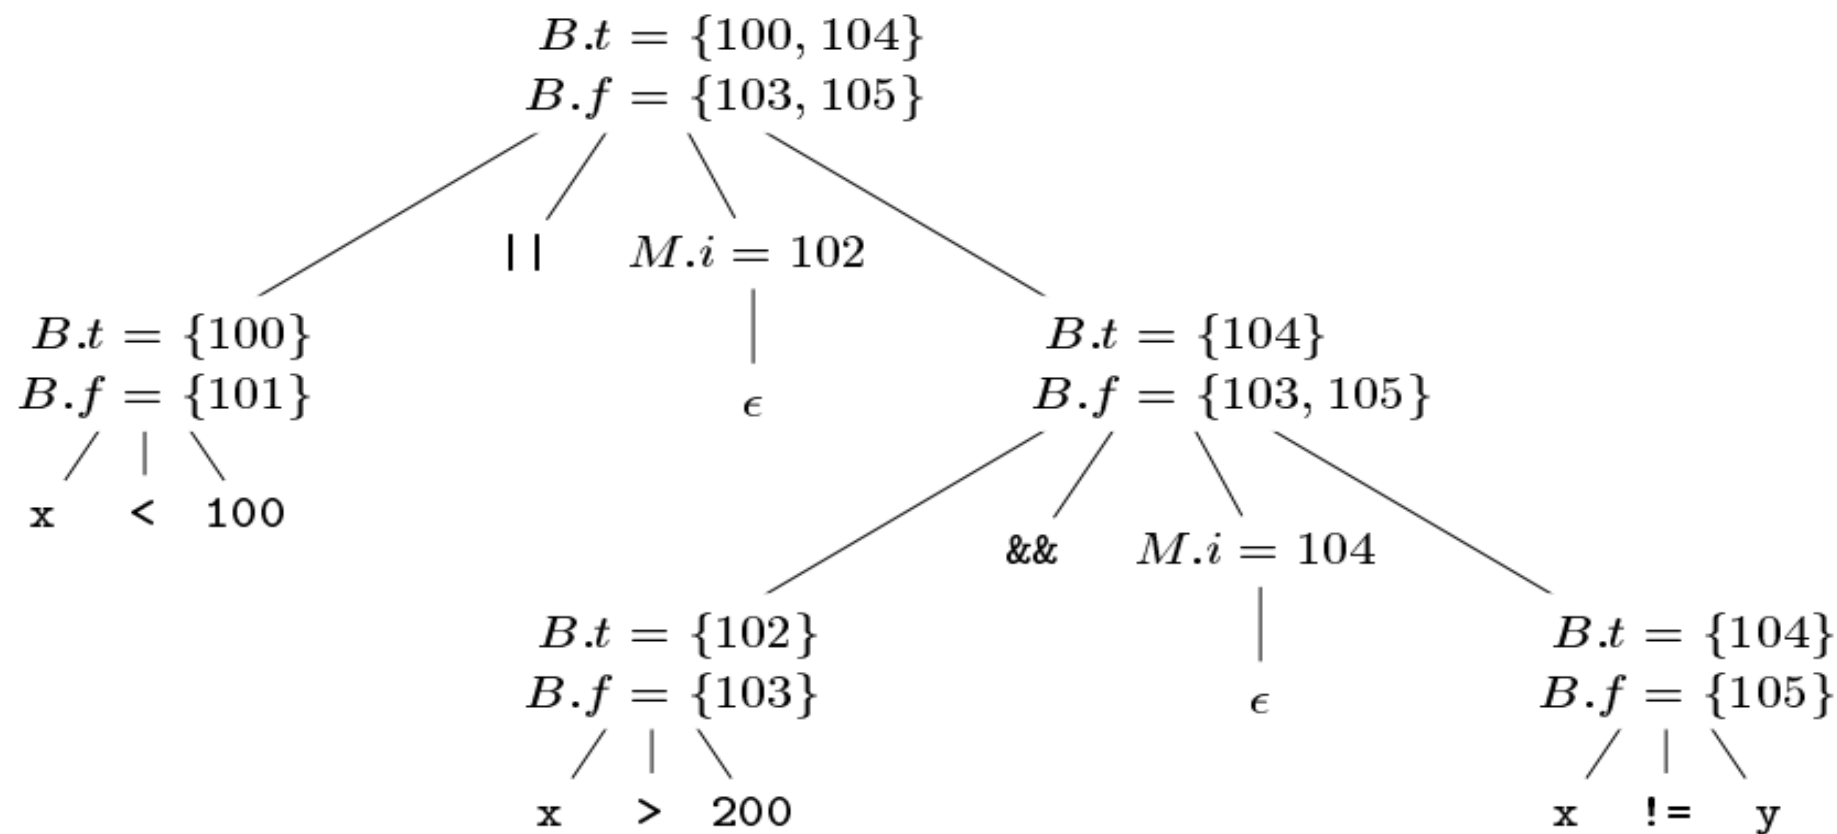 B.t = {100, 104}
B.f = {103, 105}
|| M.i = 102
B.t = {100} B.t = {104}
B.f = {101} ϵ B.f = {103, 105}
x < 100
&& M.i = 104
B.t = {102} B.t = {104}
B.f = {103} ϵ B.f = {105}
x > 200 x != y